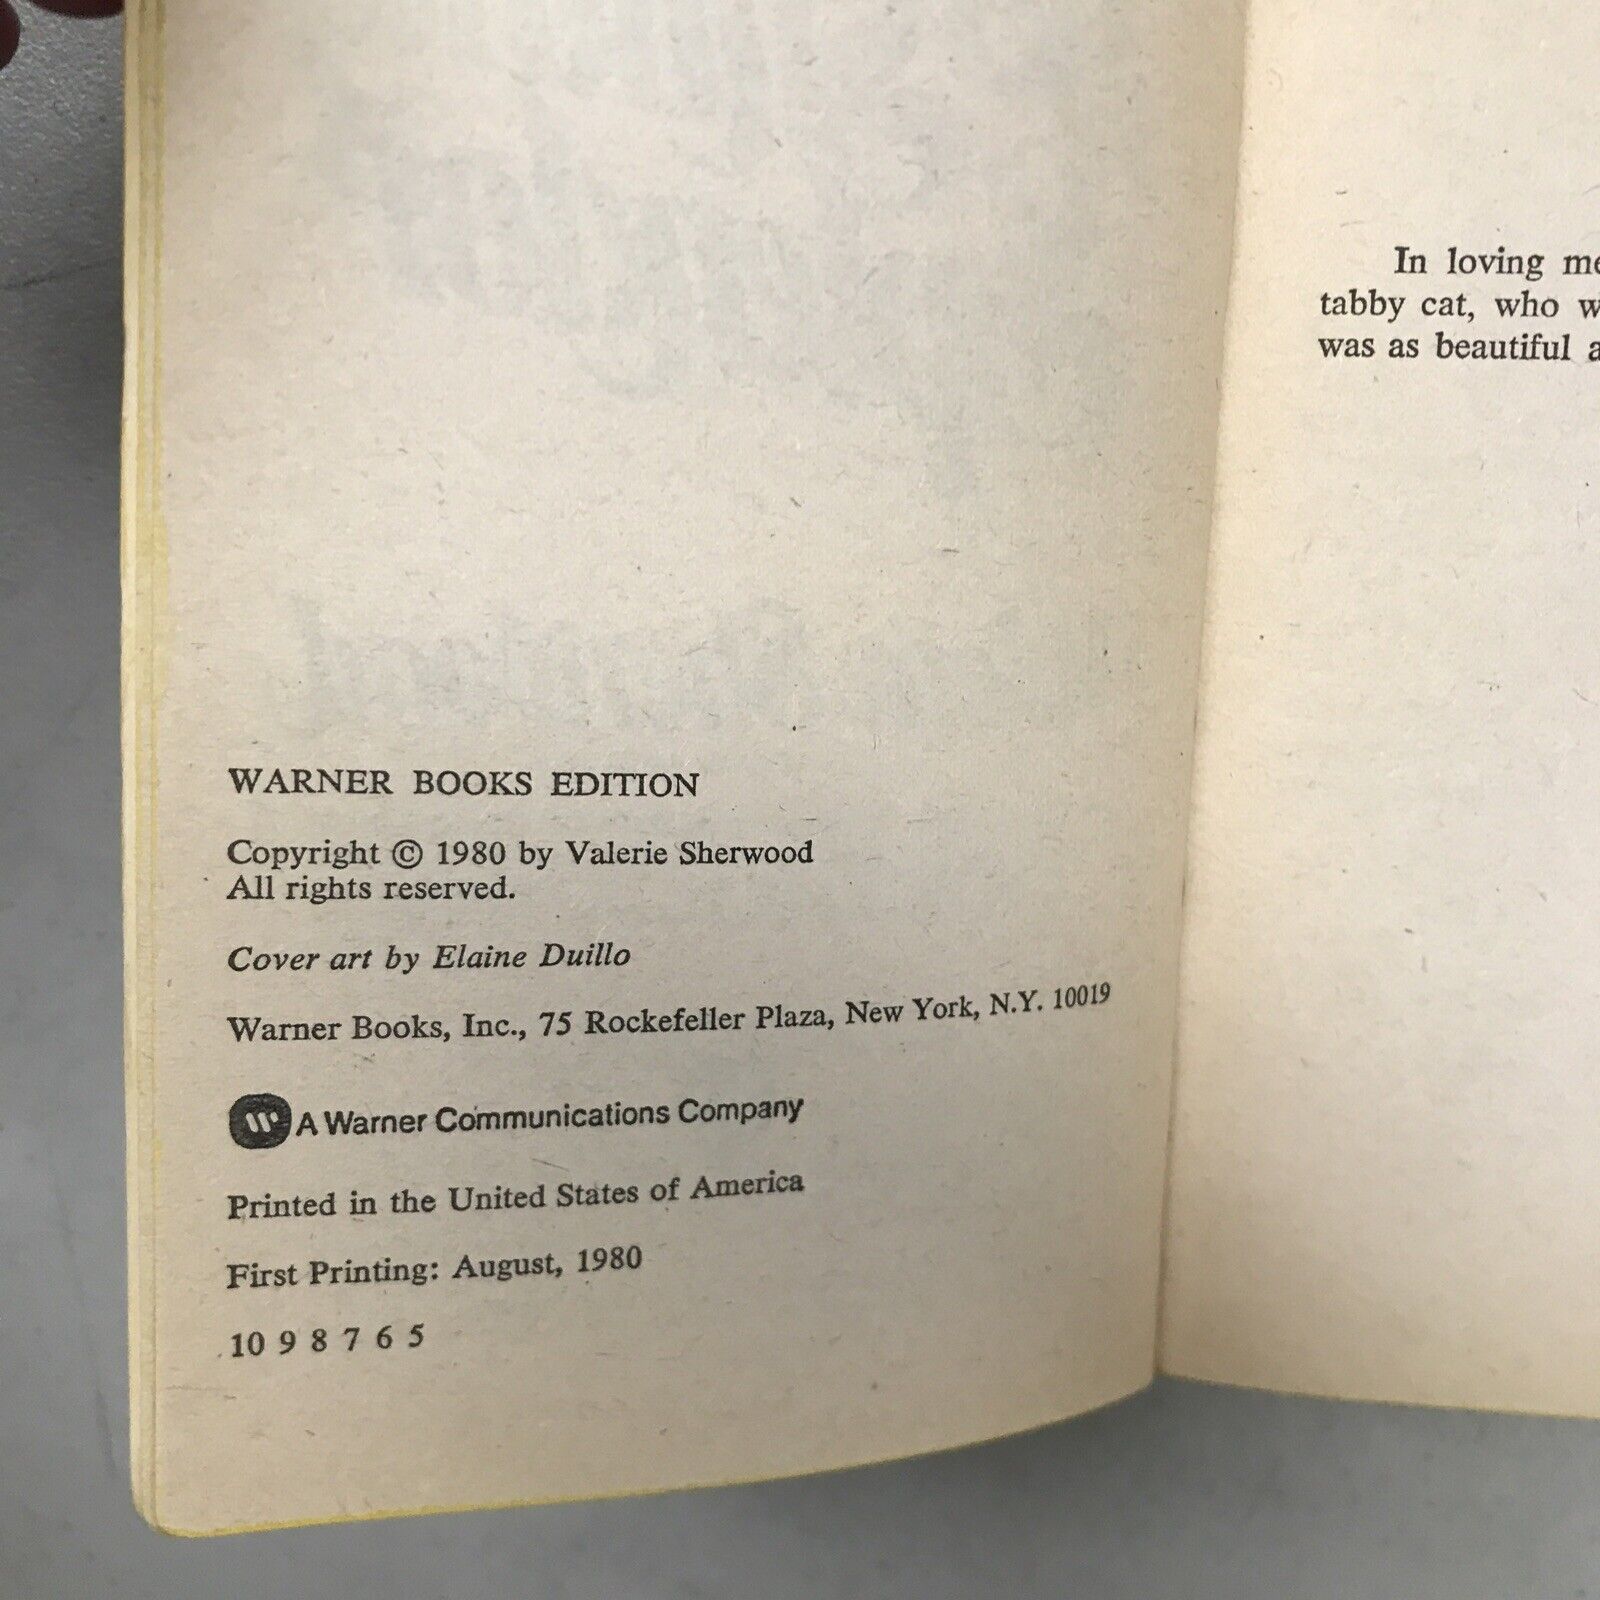 WARNER BOOKS EDITION
Copyright © 1980 by Valerie Sherwood
All rights reserved.
Cover art by Elaine Duillo
Warner Books, Inc., 75 Rockefeller Plaza, New York, N.Y. 10019
A Warner Communications Company
Printed in the United States of America
First Printing: August, 1980
10 9 8 7 6 5
In loving
tabby cat, who
was as beautiful